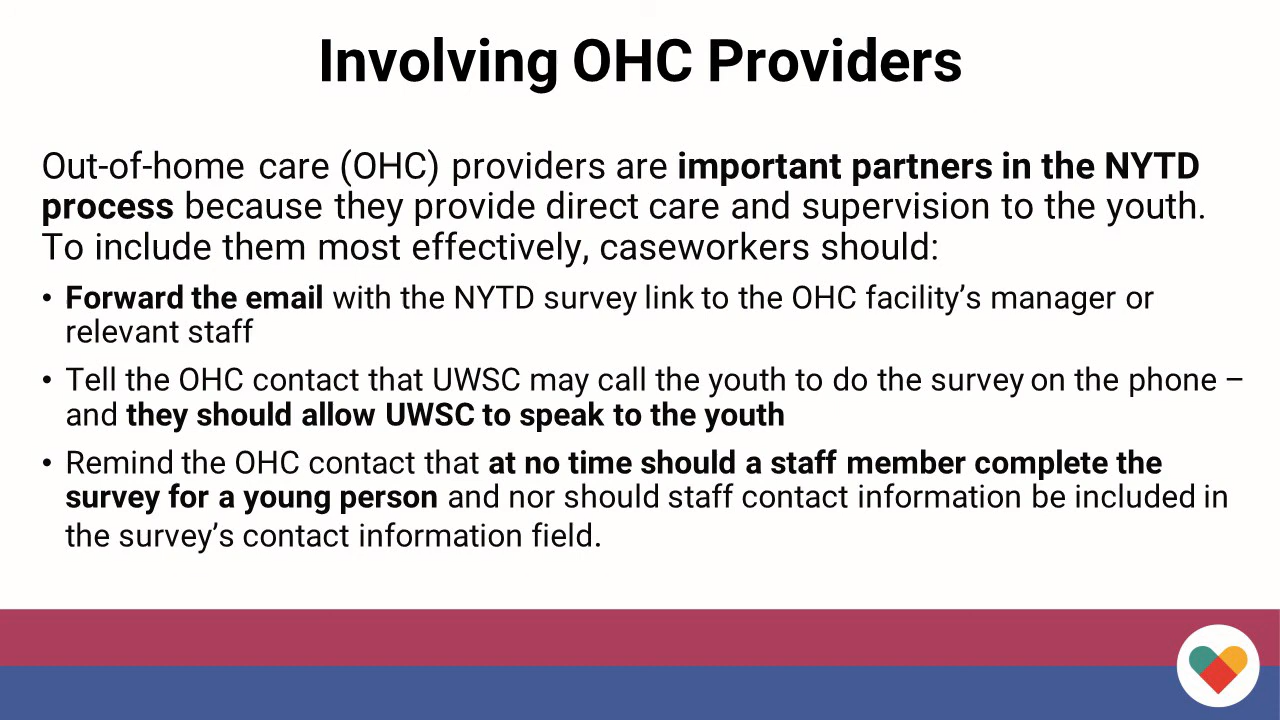 Involving OHC Providers
Out-of-home care (OHC) providers are important partners in the NYTD
process because they provide direct care and supervision to the youth.
To include them most effectively, caseworkers should:
• Forward the email with the NYTD survey link to the OHC facility’s manager or
relevant staff
• Tell the OHC contact that UWSC may call the youth to do the survey on the phone –
and they should allow UWSC to speak to the youth
• Remind the OHC contact that at no time should a staff member complete the
survey for a young person and nor should staff contact information be included in
the survey’s contact information field.